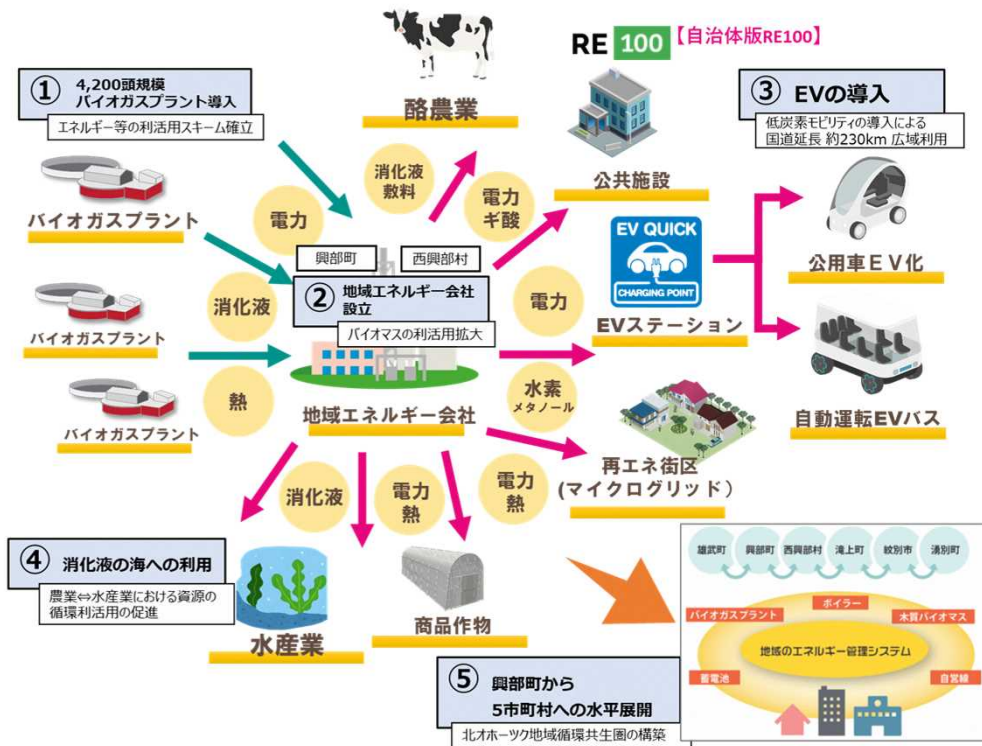 RE 100
【自治体版RE100】
① 4,200頭規模
バイオガスプラント導入
エネルギー等の利活用スキーム確立
酪農業
③ EVの導入
低炭素モビリティの導入による
国道延長 約230km 広域利用
バイオガスプラント
電力
消化液
敷料
電力
ギ酸
公共施設
興部町
西興部村
EV QUICK
CHARGING POINT
公用車ＥＶ化
② 地域エネルギー会社
設立
バイオマスの利活用拡大
消化液
電力
EVステーション
バイオガスプラント
熱
水素
メタノール
自動運転EVバス
バイオガスプラント
地域エネルギー会社
再エネ街区
(マイクログリッド）
消化液
電力
熱
電力
熱
④ 消化液の海への利用
農業⇔水産業における資源の
循環利活用の促進
水産業
商品作物
雄武町
興部町
西興部村
滝上町
紋別市
湧別町
バイオガスプラント
ボイラー
木質バイオマス
地域のエネルギー管理システム
蓄電池
自営線
⑤ 興部町から
5市町村への水平展開
北オホーツク地域循環共生圏の構築